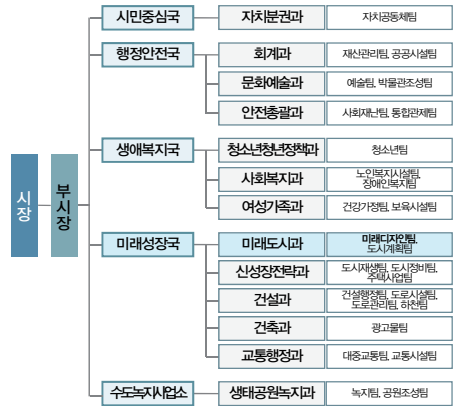 시장
부시장
시민중심국
자치분권과
자치공동체팀
행정안전국
회계과
재산관리팀, 공공시설팀
문화예술과
예술팀, 박물관조성팀
안전총괄과
사회재난팀, 통합관제팀
생애복지국
청소년청년정책과
청소년팀
사회복지과
노인복지시설팀,
장애인복지팀
여성가족과
건강가정팀, 보육시설팀
미래성장국
미래도시과
미래디자인팀,
도시계획팀
신성장전략과
도시재생팀, 도시정비팀,
주택사업팀
건설과
건설행정팀, 도로시설팀,
도로관리팀, 하천팀
건축과
광고물팀
교통행정과
대중교통팀, 교통시설팀
수도녹지사업소
생태공원녹지과
녹지팀, 공원조성팀